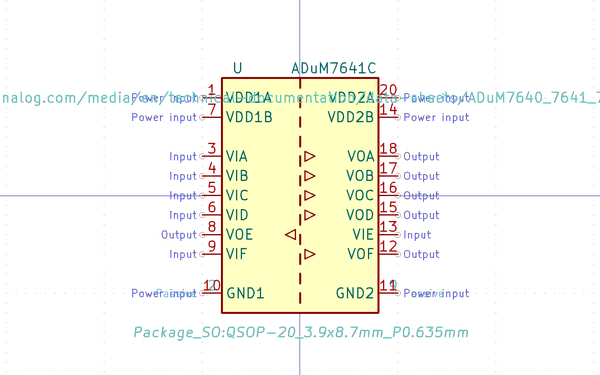 U ADuM7641C
Power input 1 VDD1A VDD2A 20 Power input
nalog.com/media/en/technical-documentation/data-sheets/ADuM7640_7641_7
Power input 7 VDD1B VDD2B 14 Power input
Input 3 VIA VOA 18 Output
Input 4 VIB VOB 17 Output
Input 5 VIC VOC 16 Output
Input 6 VID VOD 15 Output
Output 8 VOE VIE 13 Input
Input 9 VIF VOF 12 Output
Power input 10 GND1 GND2 11 Power input
Package_SO:QSOP-20_3.9x8.7mm_P0.635mm